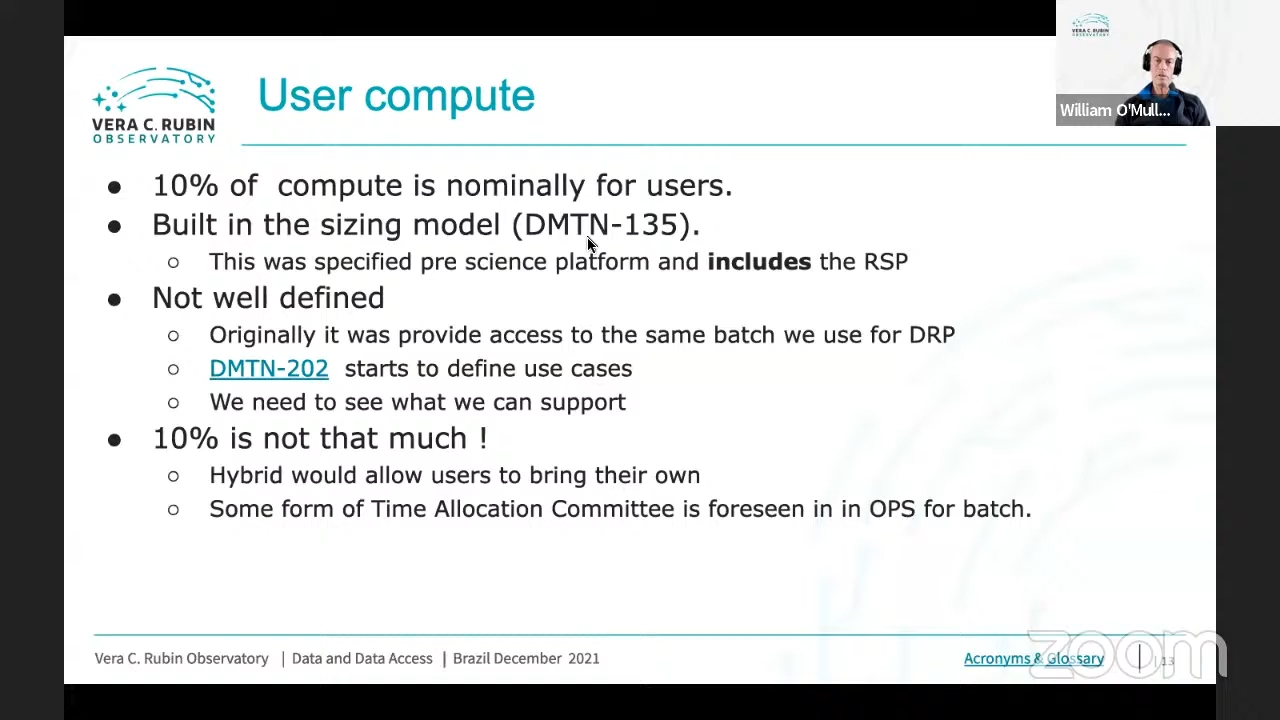 VERA C. RUBIN
OBSERVATORY
User compute
VERA C. RUBIN
OBSERVATORY
William O'Mull...
● 10% of compute is nominally for users.
● Built in the sizing model (DMTN-135).
○ This was specified pre science platform and includes the RSP
● Not well defined
○ Originally it was provide access to the same batch we use for DRP
○ DMTN-202 starts to define use cases
○ We need to see what we can support
● 10% is not that much !
○ Hybrid would allow users to bring their own
○ Some form of Time Allocation Committee is foreseen in in OPS for batch.
Vera C. Rubin Observatory | Data and Data Access | Brazil December 2021
Acronyms & Glossary | | 13
zoom